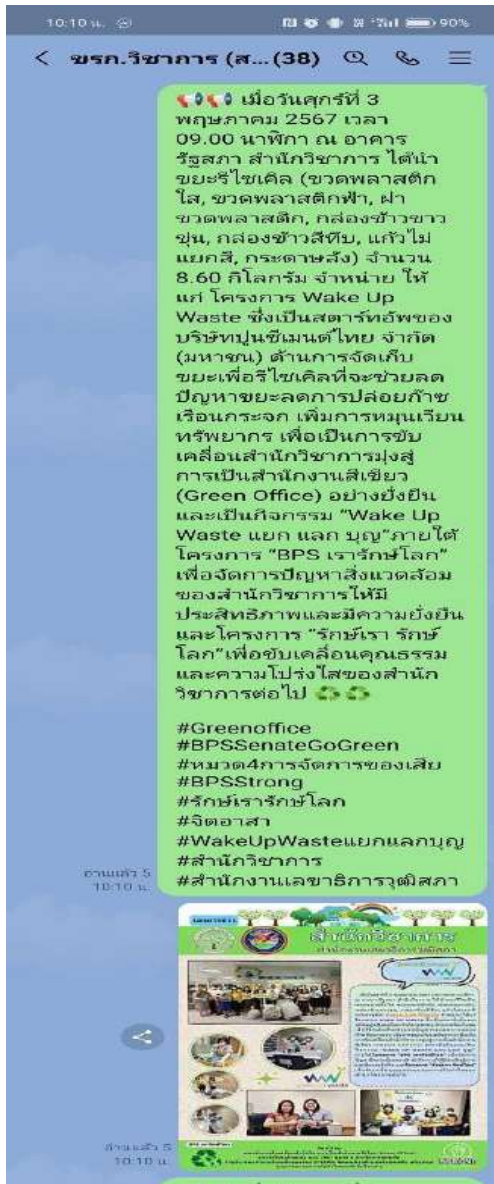 10:10 น.
90%
ขรก.วิชาการ (ส...(38)
📢📢 เมื่อวันศุกร์ที่ 3
พฤษภาคม 2567 เวลา
09.00 นาฬิกา ณ อาคาร
รัฐสภา สำนักวิชาการ ได้นำ
ขยะรีไซเคิล (ขวดพลาสติก
ใส, ขวดพลาสติกฟ้า, ฝา
ขวดพลาสติก, กล่องข้าวขาว
ขุ่น, กล่องข้าวสีทึบ, แก้วไม่
แยกสี, กระดาษลัง) จำนวน
8.60 กิโลกรัม จำหน่าย ให้
แก่ โครงการ Wake Up
Waste ซึ่งเป็นสตาร์ทอัพของ
บริษัทปูนซีเมนต์ไทย จำกัด
(มหาชน) ด้านการจัดเก็บ
ขยะเพื่อรีไซเคิลที่จะช่วยลด
ปัญหาขยะลดการปล่อยก๊าซ
เรือนกระจก เพิ่มการหมุนเวียน
ทรัพยากร เพื่อเป็นการขับ
เคลื่อนสำนักวิชาการมุ่งสู่
การเป็นสำนักงานสีเขียว
(Green Office) อย่างยั่งยืน
และเป็นกิจกรรม "Wake Up
Waste แยก แลก บุญ"ภายใต้
โครงการ "BPS เรารักษ์โลก"
เพื่อจัดการปัญหาสิ่งแวดล้อม
ของสำนักวิชาการให้มี
ประสิทธิภาพและมีความยั่งยืน
และโครงการ "รักษ์เรา รักษ์
โลก"เพื่อขับเคลื่อนคุณธรรม
และความโปร่งใสของสำนัก
วิชาการต่อไป ♻️♻️
#Greenoffice
#BPSSenateGoGreen
#หมวด4การจัดการของเสีย
#BPSStrong
#รักษ์เรารักษ์โลก
#จิตอาสา
#WakeUpWasteแยกแลกบุญ
#สำนักวิชาการ
#สำนักงานเลขาธิการวุฒิสภา
อ่านแล้ว 5
10:10 น.
สำนักวิชาการ
สำนักงานเลขาธิการวุฒิสภา
อ่านแล้ว 5
10:10 น.